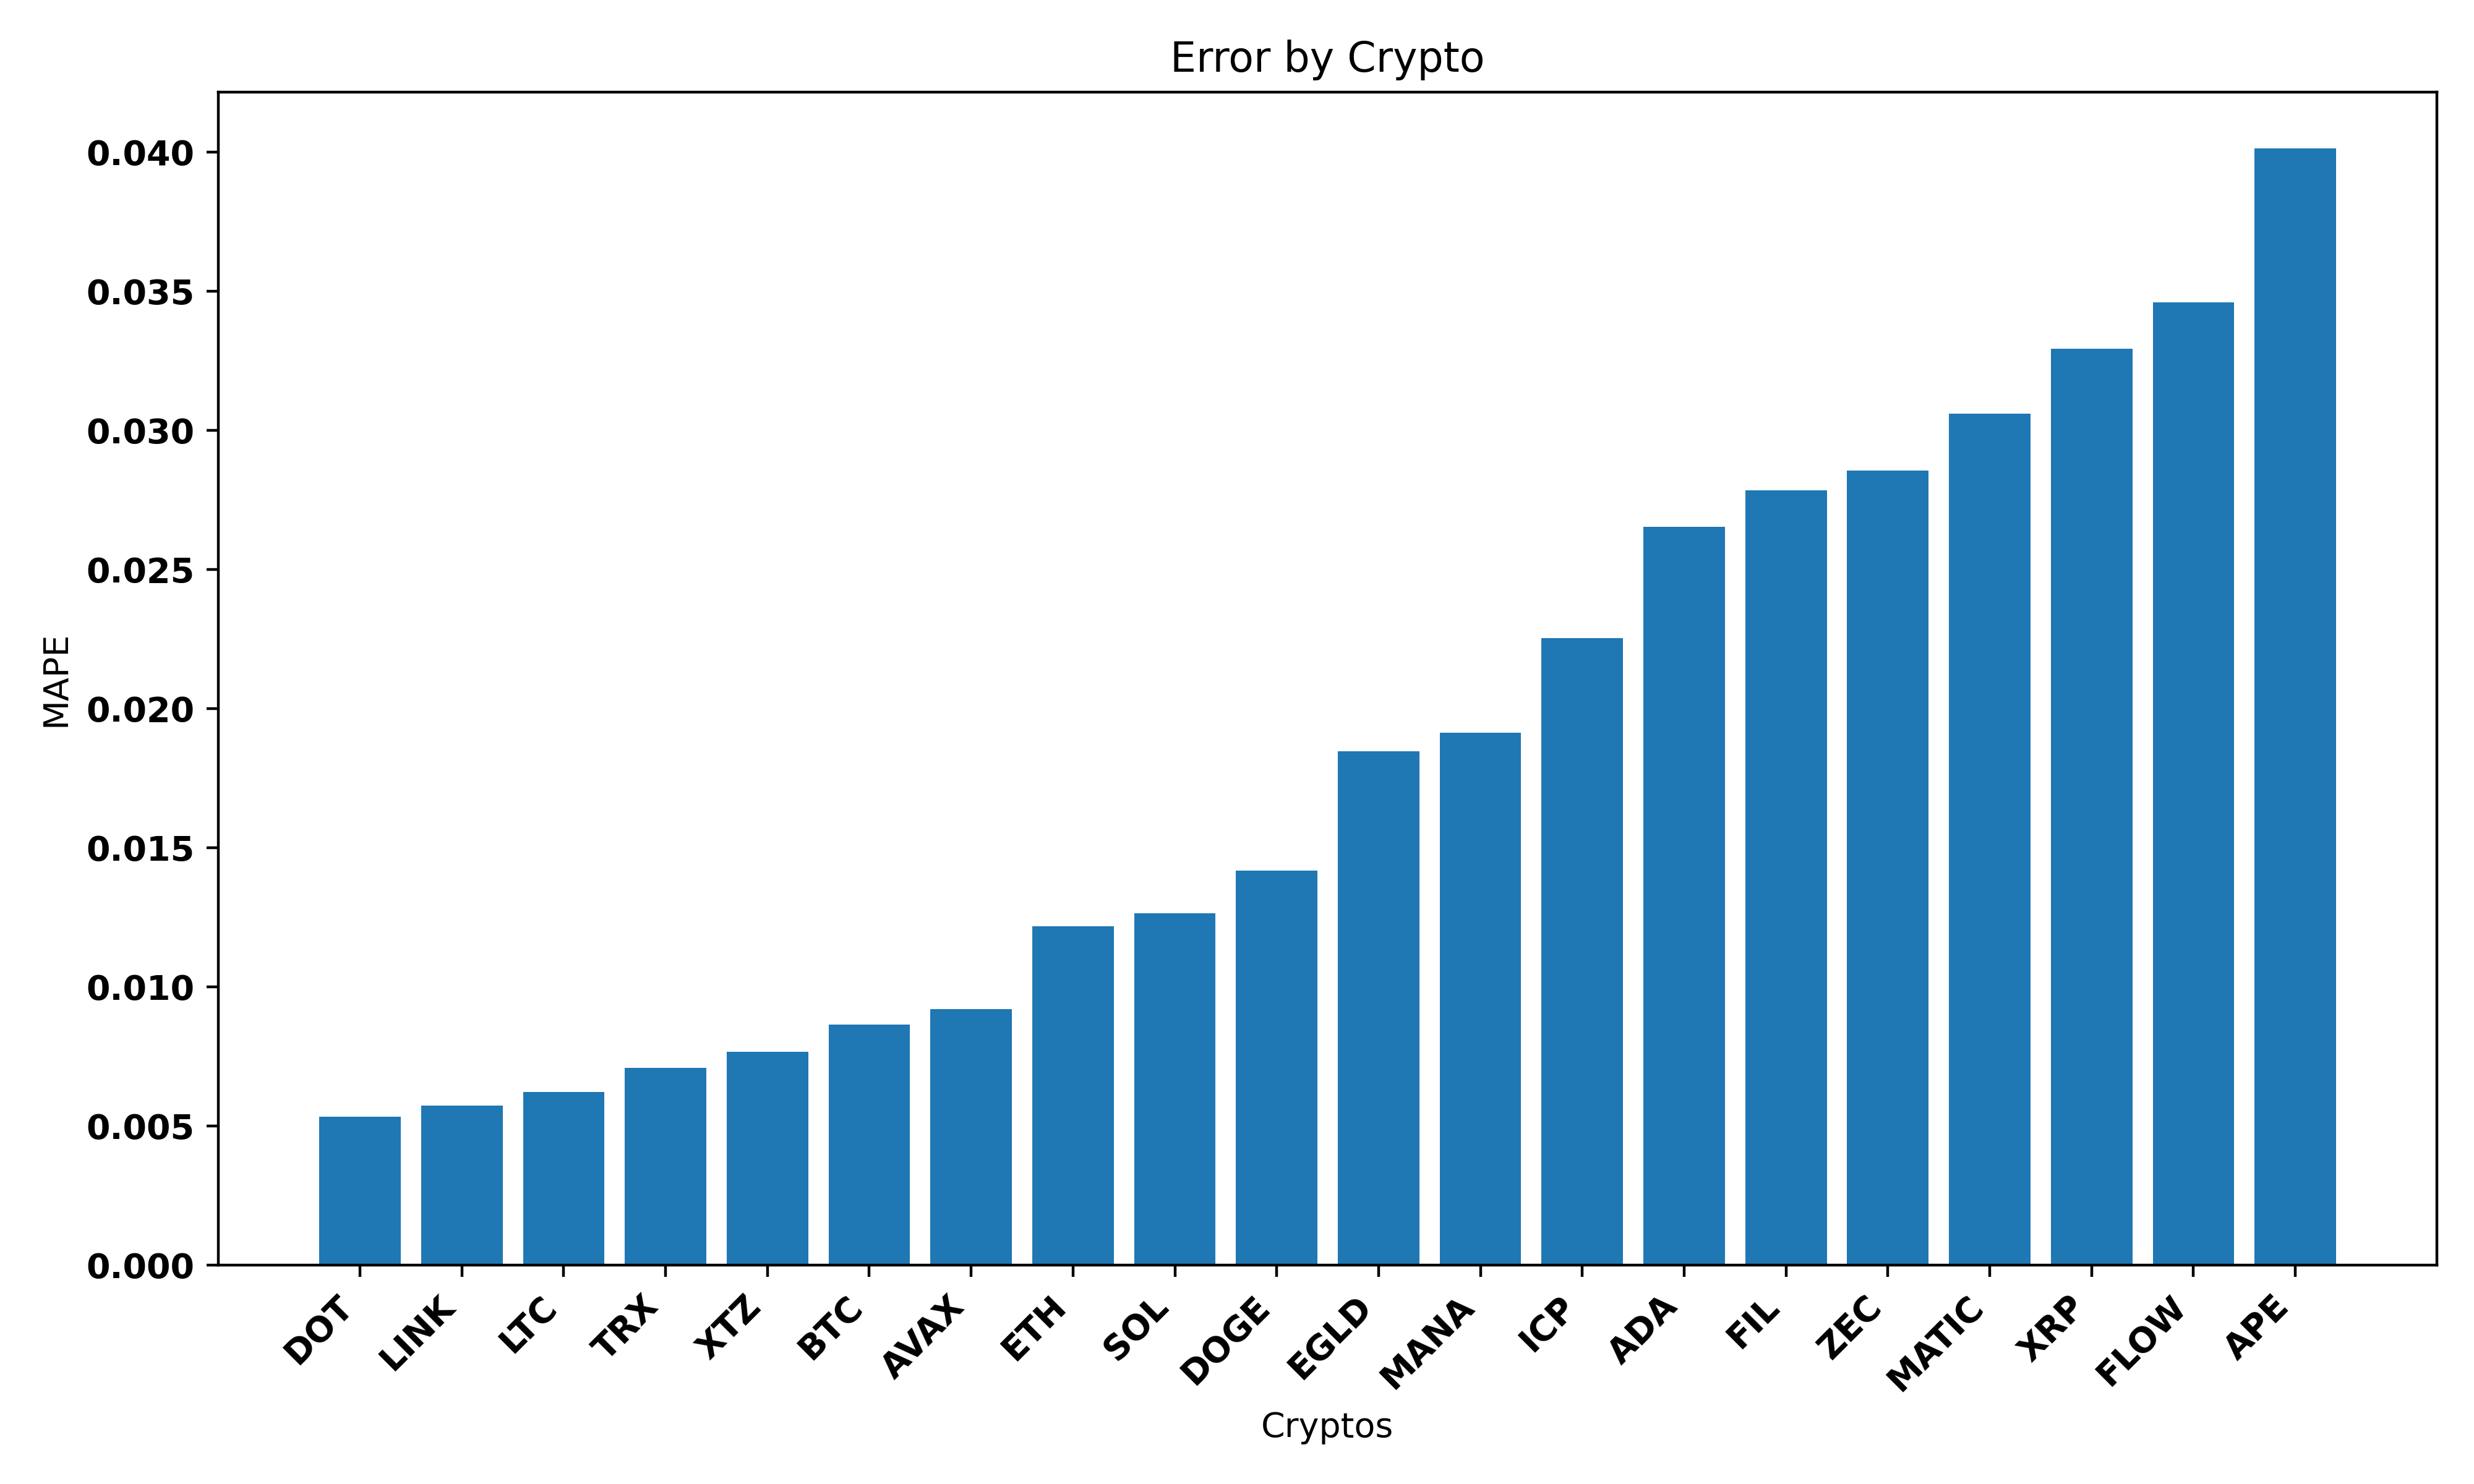 Error by Crypto
MAPE
0.040
0.035
0.030
0.025
0.020
0.015
0.010
0.005
0.000
DOT
LINK
LTC
TRX
XTZ
BTC
AVAX
ETH
SOL
DOGE
EGLD
MANA
ICP
ADA
FIL
ZEC
MATIC
XRP
FLOW
APE
Cryptos